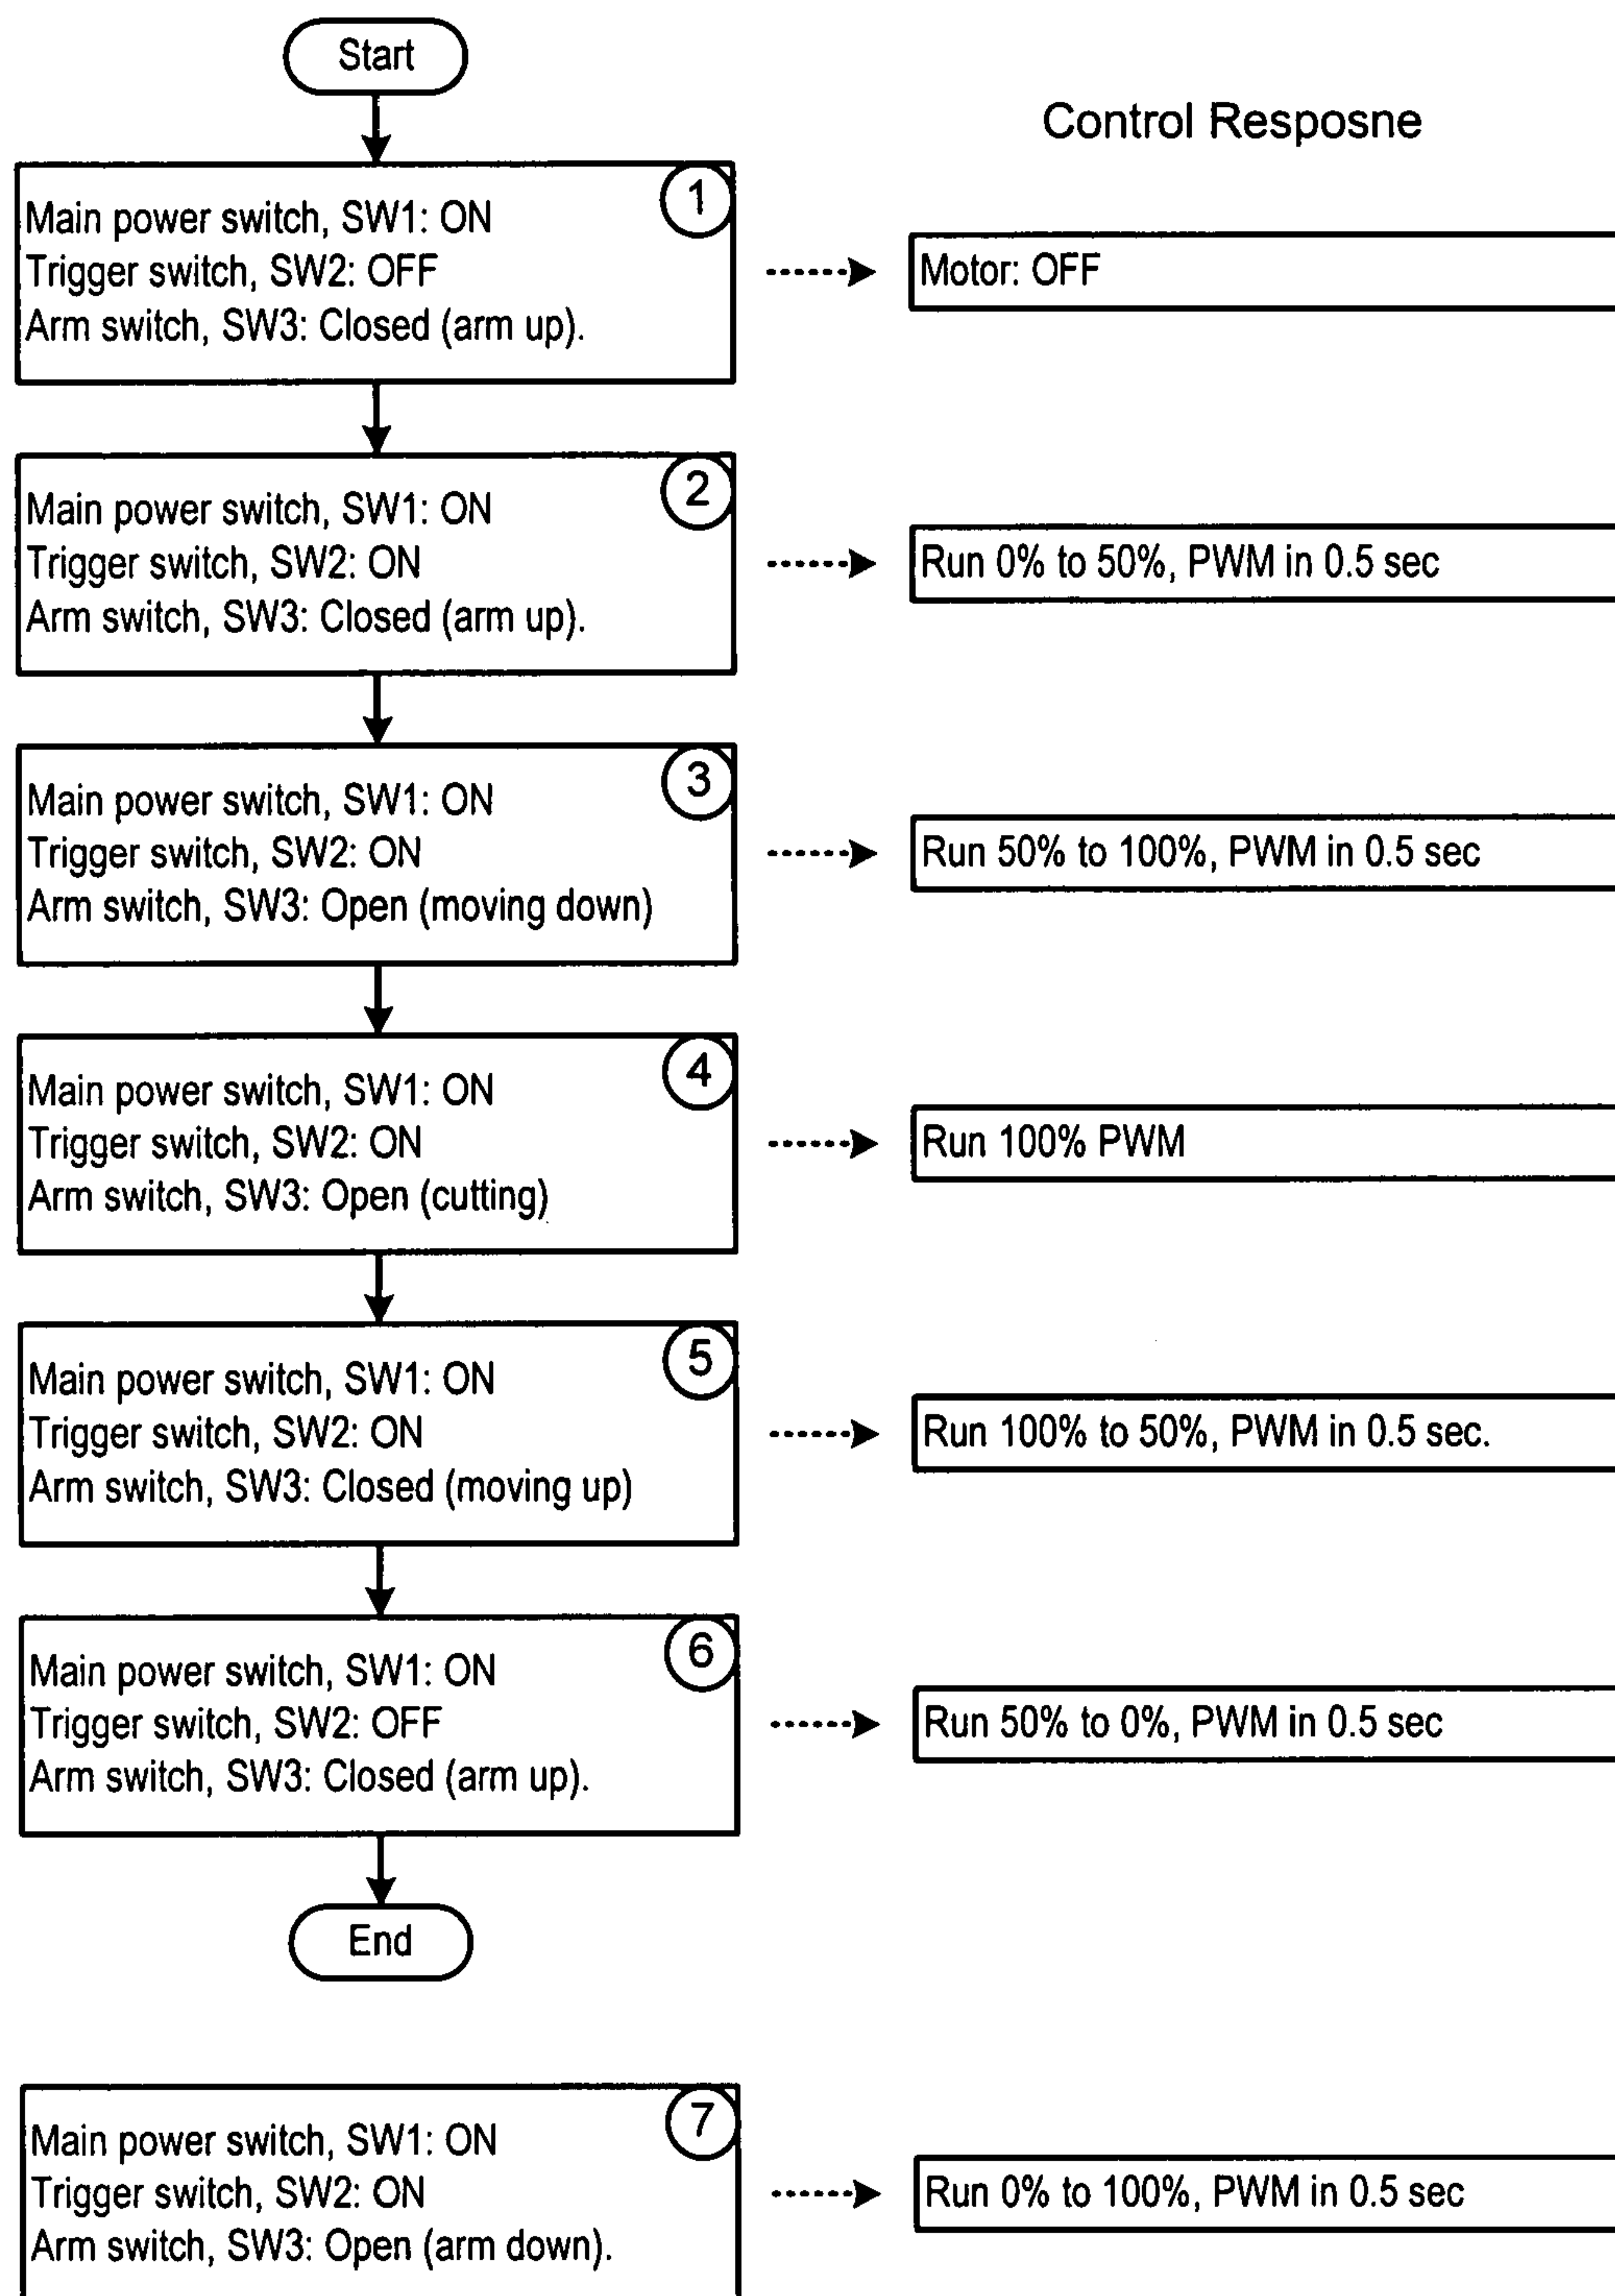 Start
Control Resposne
1
Main power switch, SW1: ON
Trigger switch, SW2: OFF
Arm switch, SW3: Closed (arm up).
Motor: OFF
2
Main power switch, SW1: ON
Trigger switch, SW2: ON
Arm switch, SW3: Closed (arm up).
Run 0% to 50%, PWM in 0.5 sec
3
Main power switch, SW1: ON
Trigger switch, SW2: ON
Arm switch, SW3: Open (moving down)
Run 50% to 100%, PWM in 0.5 sec
4
Main power switch, SW1: ON
Trigger switch, SW2: ON
Arm switch, SW3: Open (cutting)
Run 100% PWM
5
Main power switch, SW1: ON
Trigger switch, SW2: ON
Arm switch, SW3: Closed (moving up)
Run 100% to 50%, PWM in 0.5 sec.
6
Main power switch, SW1: ON
Trigger switch, SW2: OFF
Arm switch, SW3: Closed (arm up).
Run 50% to 0%, PWM in 0.5 sec
End
7
Main power switch, SW1: ON
Trigger switch, SW2: ON
Arm switch, SW3: Open (arm down).
Run 0% to 100%, PWM in 0.5 sec